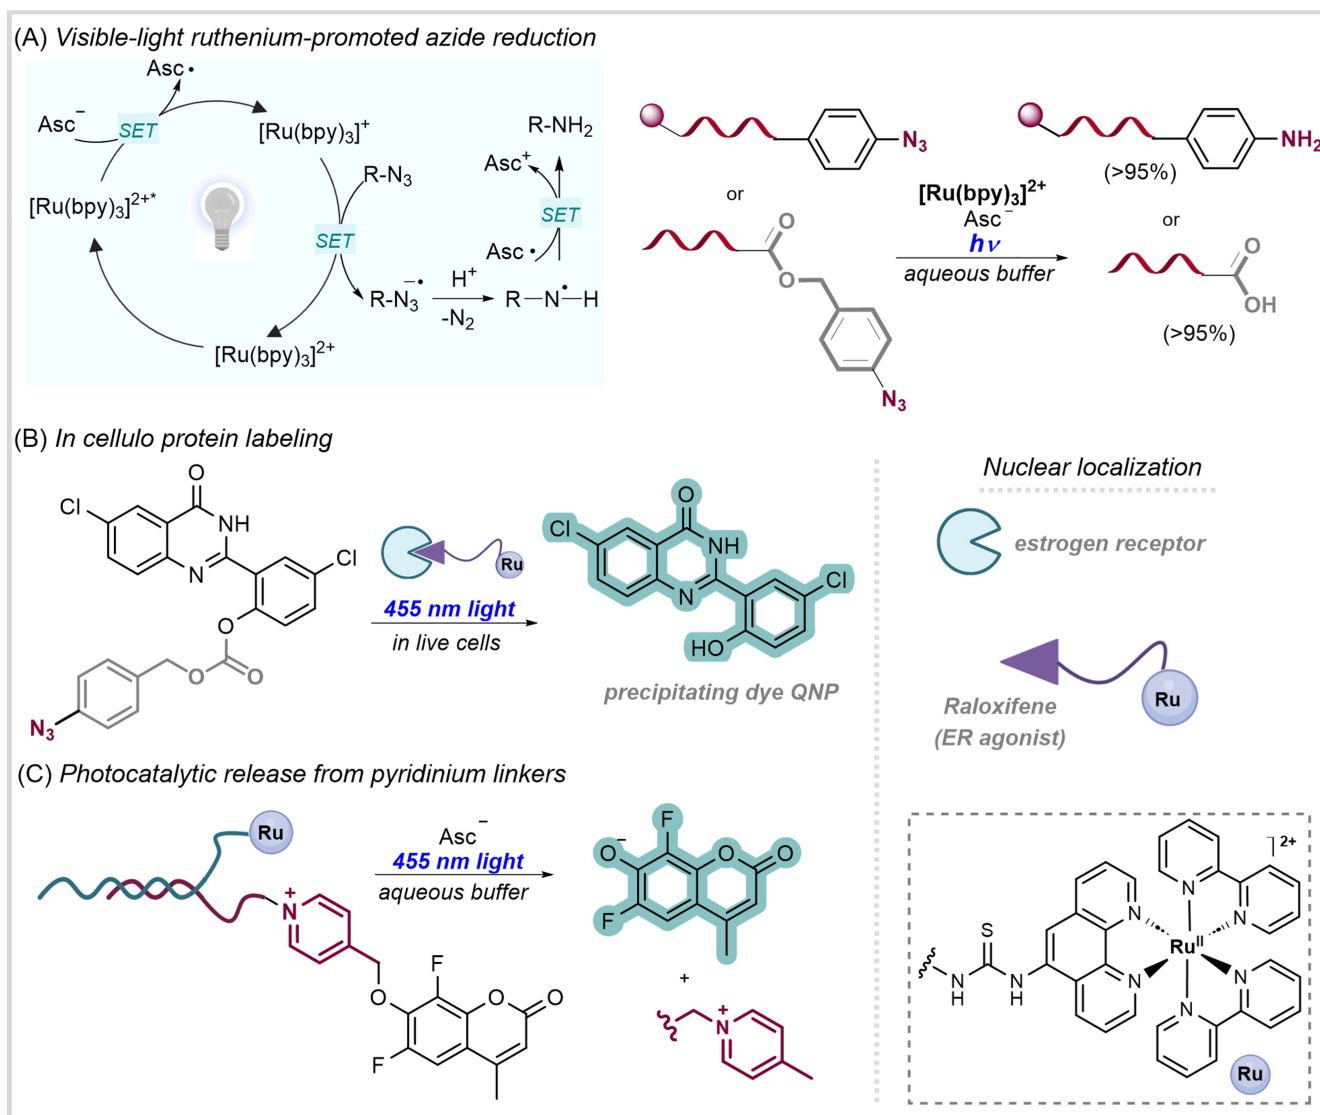 (A) Visible-light ruthenium-promoted azide reduction
Asc•
Asc⁻
SET
[Ru(bpy)₃]⁺
[Ru(bpy)₃]²⁺*
R-N₃
SET
R-N₃⁻•
[Ru(bpy)₃]²⁺
H⁺
-N₂
R–N•–H
Asc•
SET
Asc⁺
R-NH₂
N₃
or
O
O
N₃
[Ru(bpy)₃]²⁺
Asc⁻
hν
aqueous buffer
NH₂
(>95%)
or
O
OH
(>95%)
(B) In cellulo protein labeling
O
Cl
NH
N
Cl
O
O
O
N₃
Ru
455 nm light
in live cells
O
Cl
NH
N
Cl
HO
precipitating dye QNP
Nuclear localization
estrogen receptor
Ru
Raloxifene
(ER agonist)
(C) Photocatalytic release from pyridinium linkers
Ru
+
N
O
F
O
O
F
Asc⁻
455 nm light
aqueous buffer
F
O⁻
O
O
F
+
+
N
2+
N
N
N
N
N
N
Ruᴵᴵ
S
N
H
N
H
Ru